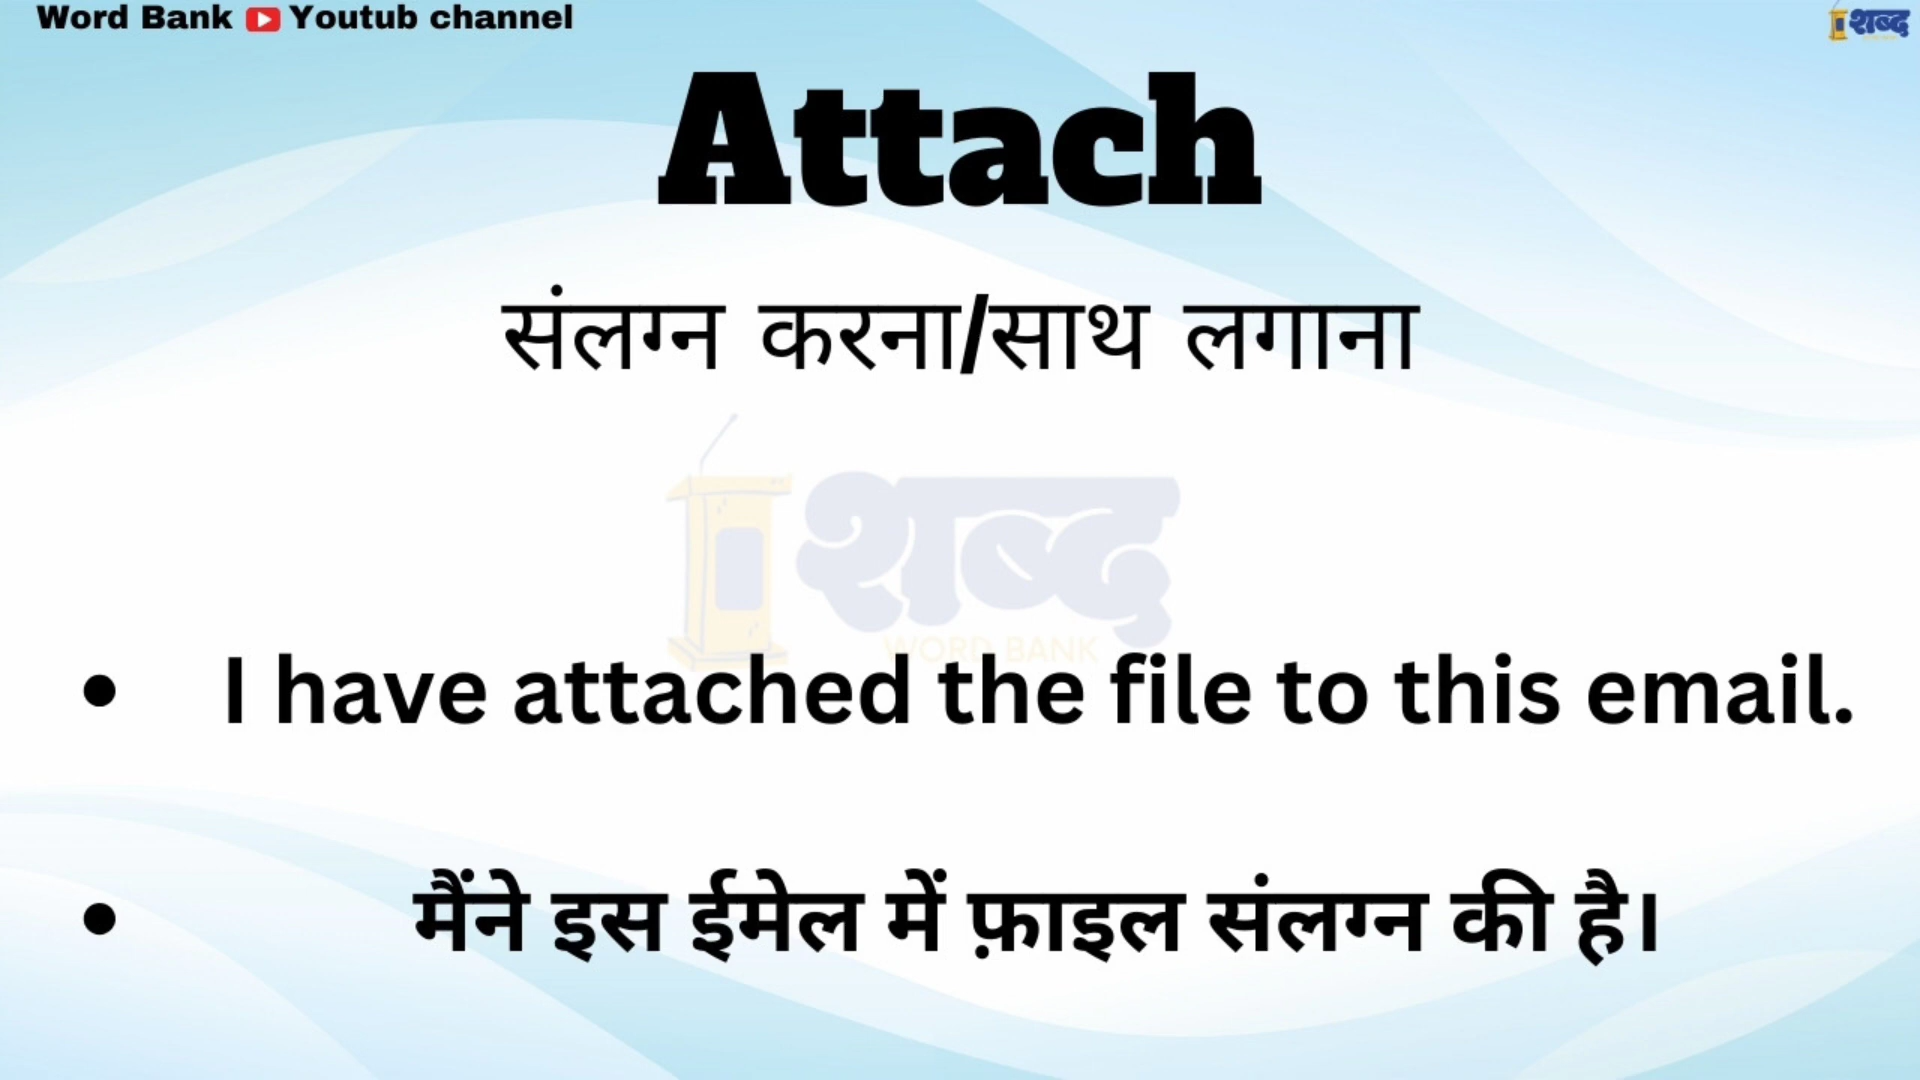 Word Bank Youtub channel
शब्द
Attach
संलग्न करना/साथ लगाना
शब्द
WORD BANK
I have attached the file to this email.
मैंने इस ईमेल में फ़ाइल संलग्न की है।